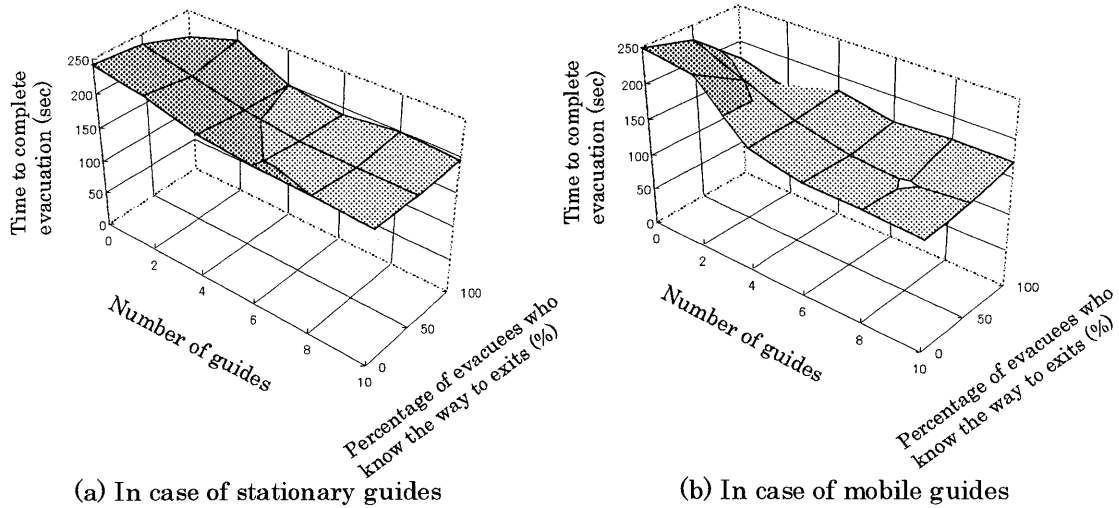 Time to complete
evacuation (sec)
250
200
150
100
50
0
0
2
4
6
8
10
Number of guides
0
50
100
Percentage of evacuees who
know the way to exits (%)
(a) In case of stationary guides
Time to complete
evacuation (sec)
250
200
150
100
50
0
0
2
4
6
8
10
Number of guides
0
50
100
Percentage of evacuees who
know the way to exits (%)
(b) In case of mobile guides